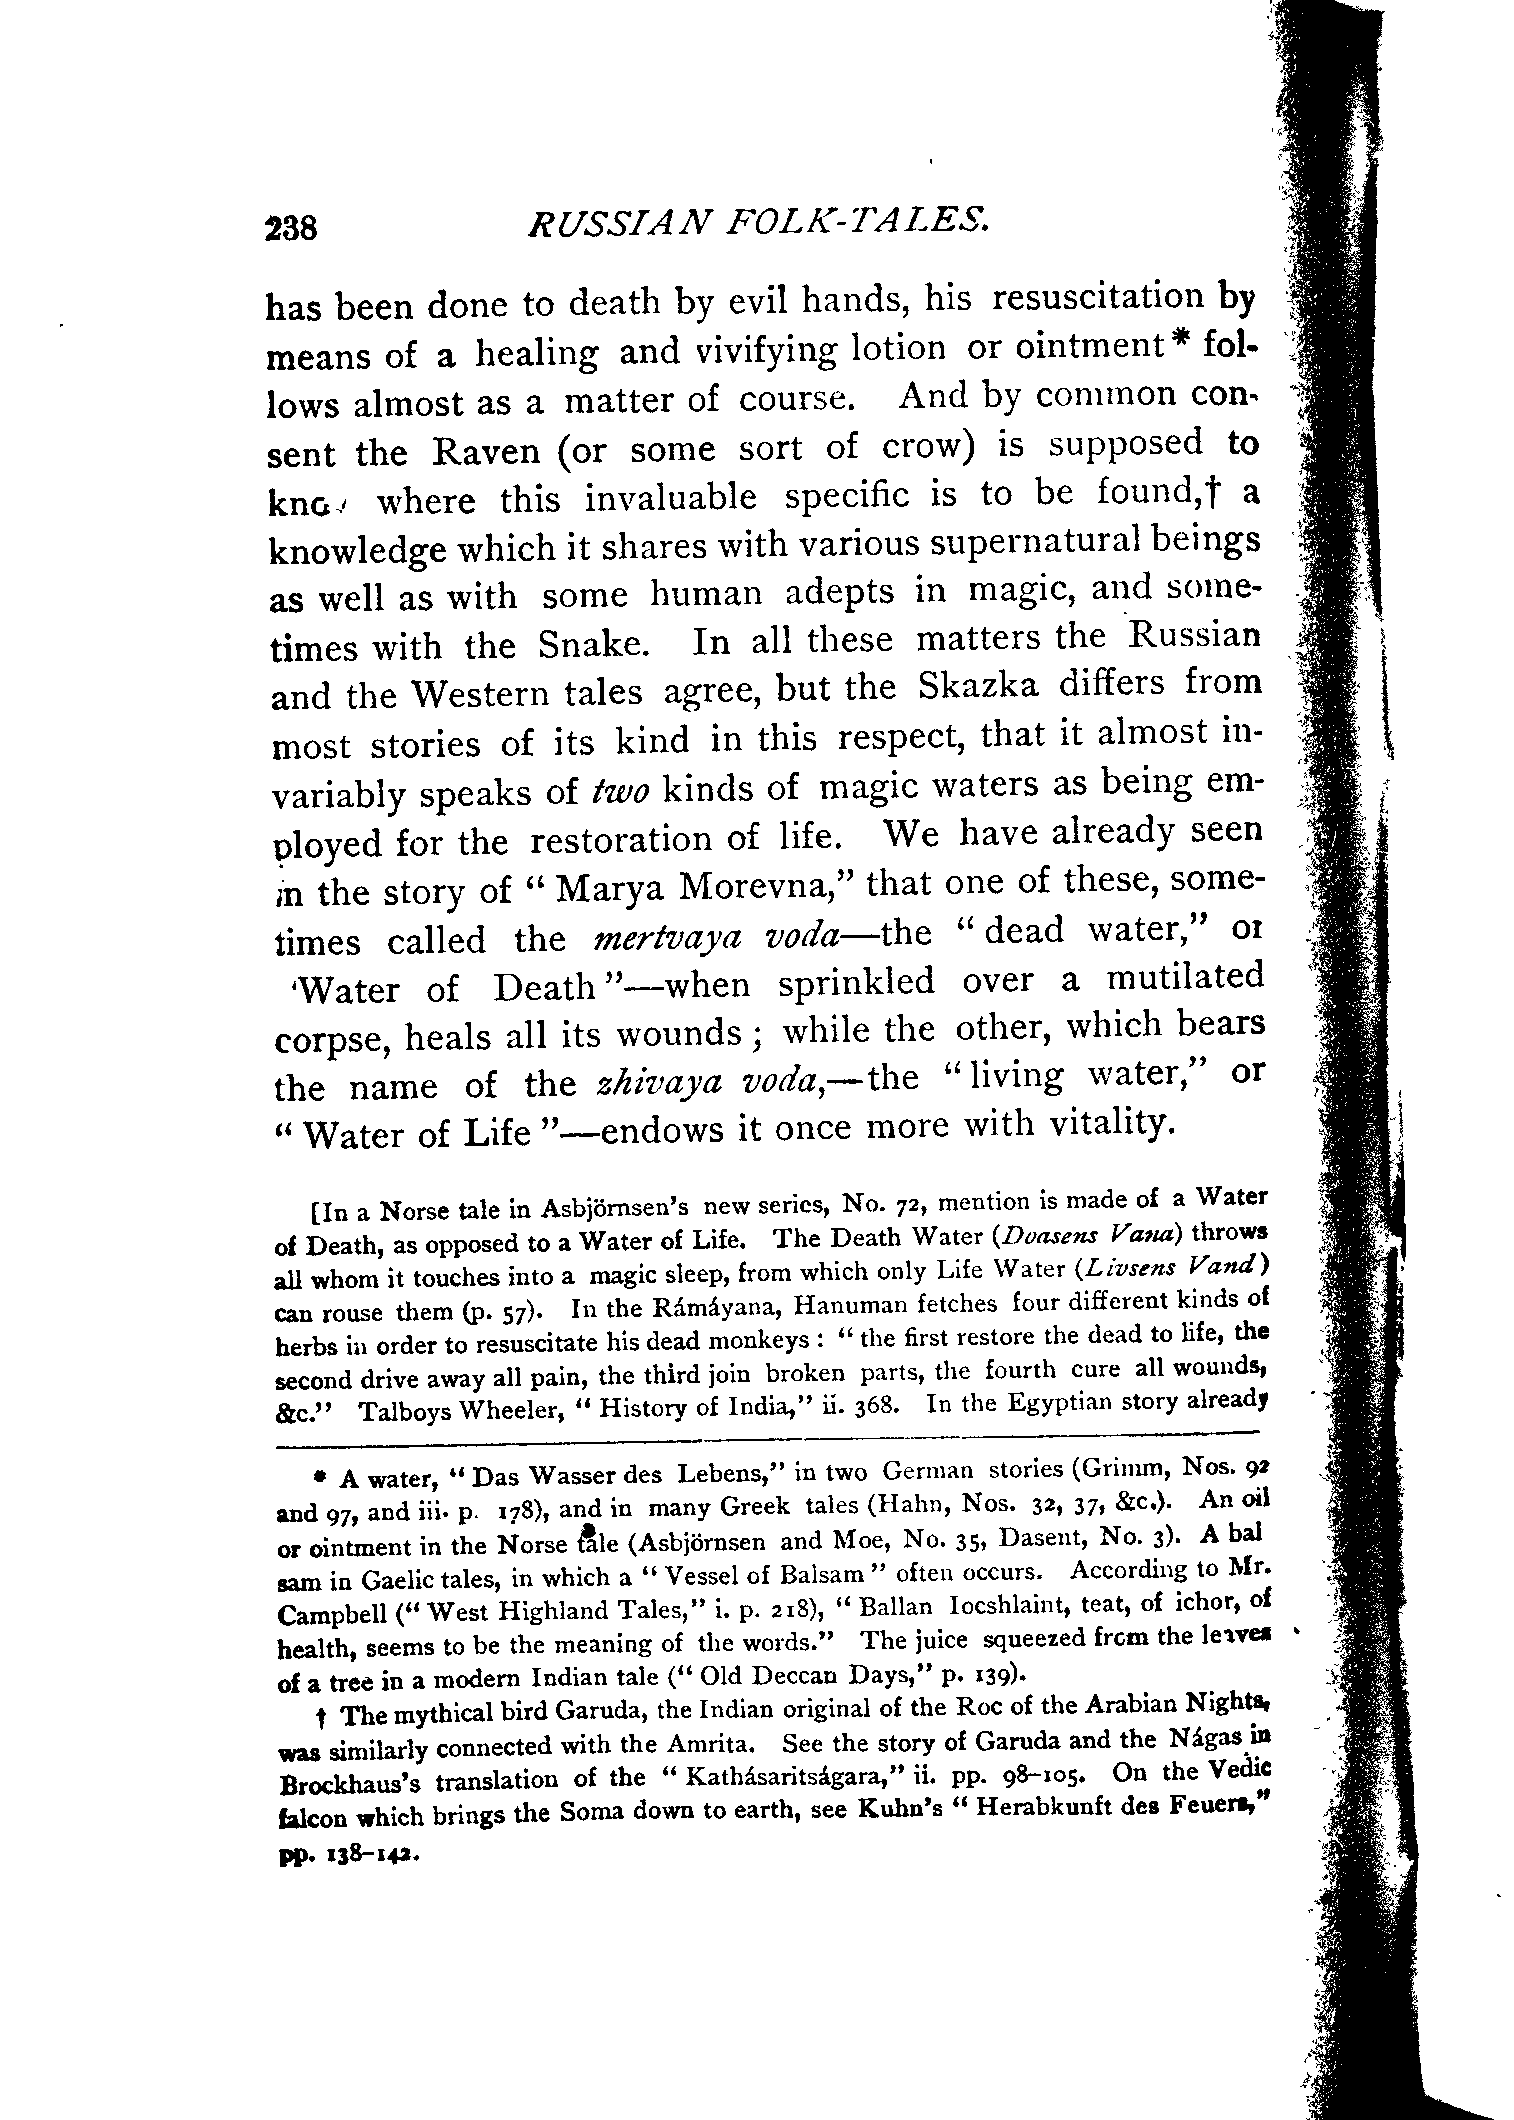 238 RUSSIAN FOLK-TALES.
has been done to death by evil hands, his resuscitation by
means of a healing and vivifying lotion or ointment* fol-
lows almost as a matter of course. And by common con-
sent the Raven (or some sort of crow) is supposed to
know where this invaluable specific is to be found,† a
knowledge which it shares with various supernatural beings
as well as with some human adepts in magic, and some-
times with the Snake. In all these matters the Russian
and the Western tales agree, but the Skazka differs from
most stories of its kind in this respect, that it almost in-
variably speaks of two kinds of magic waters as being em-
ployed for the restoration of life. We have already seen
in the story of “Marya Morevna,” that one of these, some-
times called the mertvaya voda—the “dead water,” or
‘Water of Death”—when sprinkled over a mutilated
corpse, heals all its wounds; while the other, which bears
the name of the zhivaya voda,—the “living water,” or
“Water of Life”—endows it once more with vitality.
[In a Norse tale in Asbjörnsen’s new series, No. 72, mention is made of a Water
of Death, as opposed to a Water of Life. The Death Water (Doasens Vana) throws
all whom it touches into a magic sleep, from which only Life Water (Livsens Vand)
can rouse them (p. 57). In the Rámáyana, Hanuman fetches four different kinds of
herbs in order to resuscitate his dead monkeys: “the first restore the dead to life, the
second drive away all pain, the third join broken parts, the fourth cure all wounds,
&c.” Talboys Wheeler, “History of India,” ii. 368. In the Egyptian story already
* A water, “Das Wasser des Lebens,” in two German stories (Grimm, Nos. 92
and 97, and iii. p. 178), and in many Greek tales (Hahn, Nos. 32, 37, &c.). An oil
or ointment in the Norse tale (Asbjörnsen and Moe, No. 35, Dasent, No. 3). A bal
sam in Gaelic tales, in which a “Vessel of Balsam” often occurs. According to Mr.
Campbell (“West Highland Tales,” i. p. 218), “Ballan Iocshlaint, teat, of ichor, of
health, seems to be the meaning of the words.” The juice squeezed from the leaves
of a tree in a modern Indian tale (“Old Deccan Days,” p. 139).
† The mythical bird Garuda, the Indian original of the Roc of the Arabian Nights,
was similarly connected with the Amrita. See the story of Garuda and the Nágas in
Brockhaus’s translation of the “Kathásaritságara,” ii. pp. 98–105. On the Vedic
falcon which brings the Soma down to earth, see Kuhn’s “Herabkunft des Feuers,”
pp. 138–142.